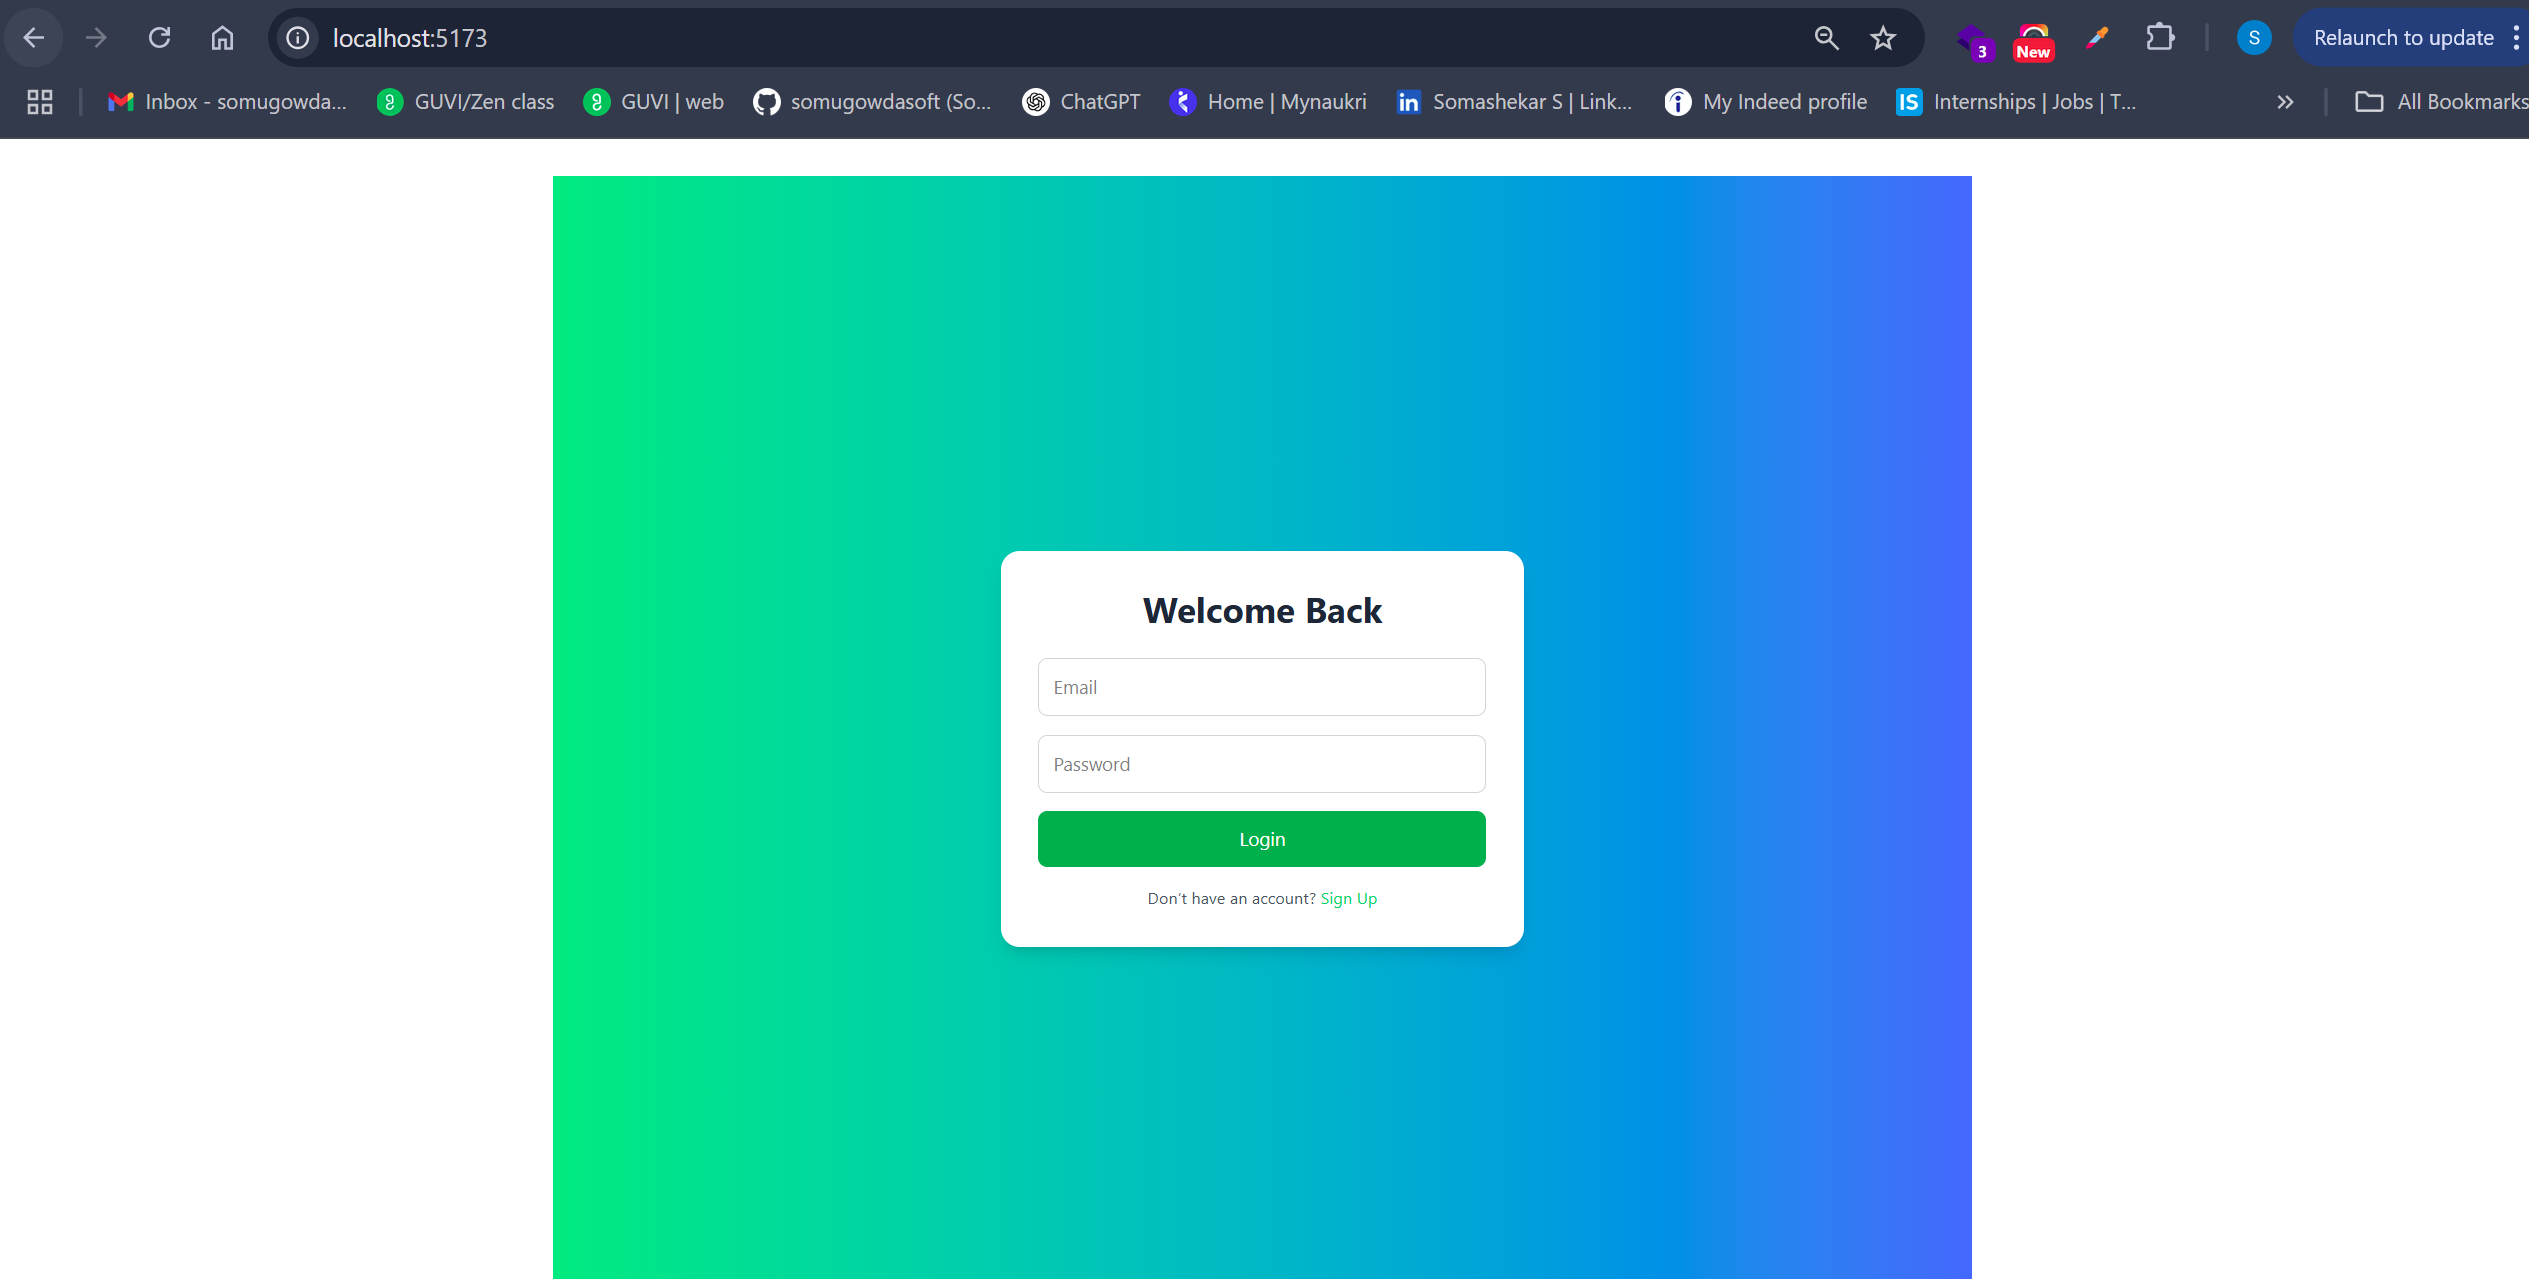 localhost:5173
3
New
S
Relaunch to update
Inbox - somugowda...
GUVI/Zen class
GUVI | web
somugowdasoft (So...
ChatGPT
Home | Mynaukri
in
Somashekar S | Link...
My Indeed profile
IS
Internships | Jobs | T...
All Bookmarks
Welcome Back
Email
Password
Login
Don't have an account? Sign Up